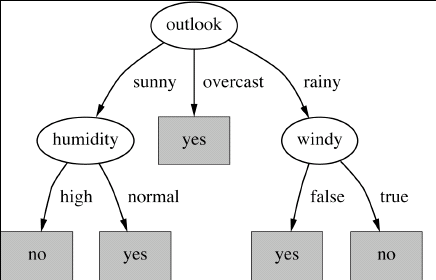 outlook
sunny overcast rainy
humidity yes windy
high normal false true
no yes yes no